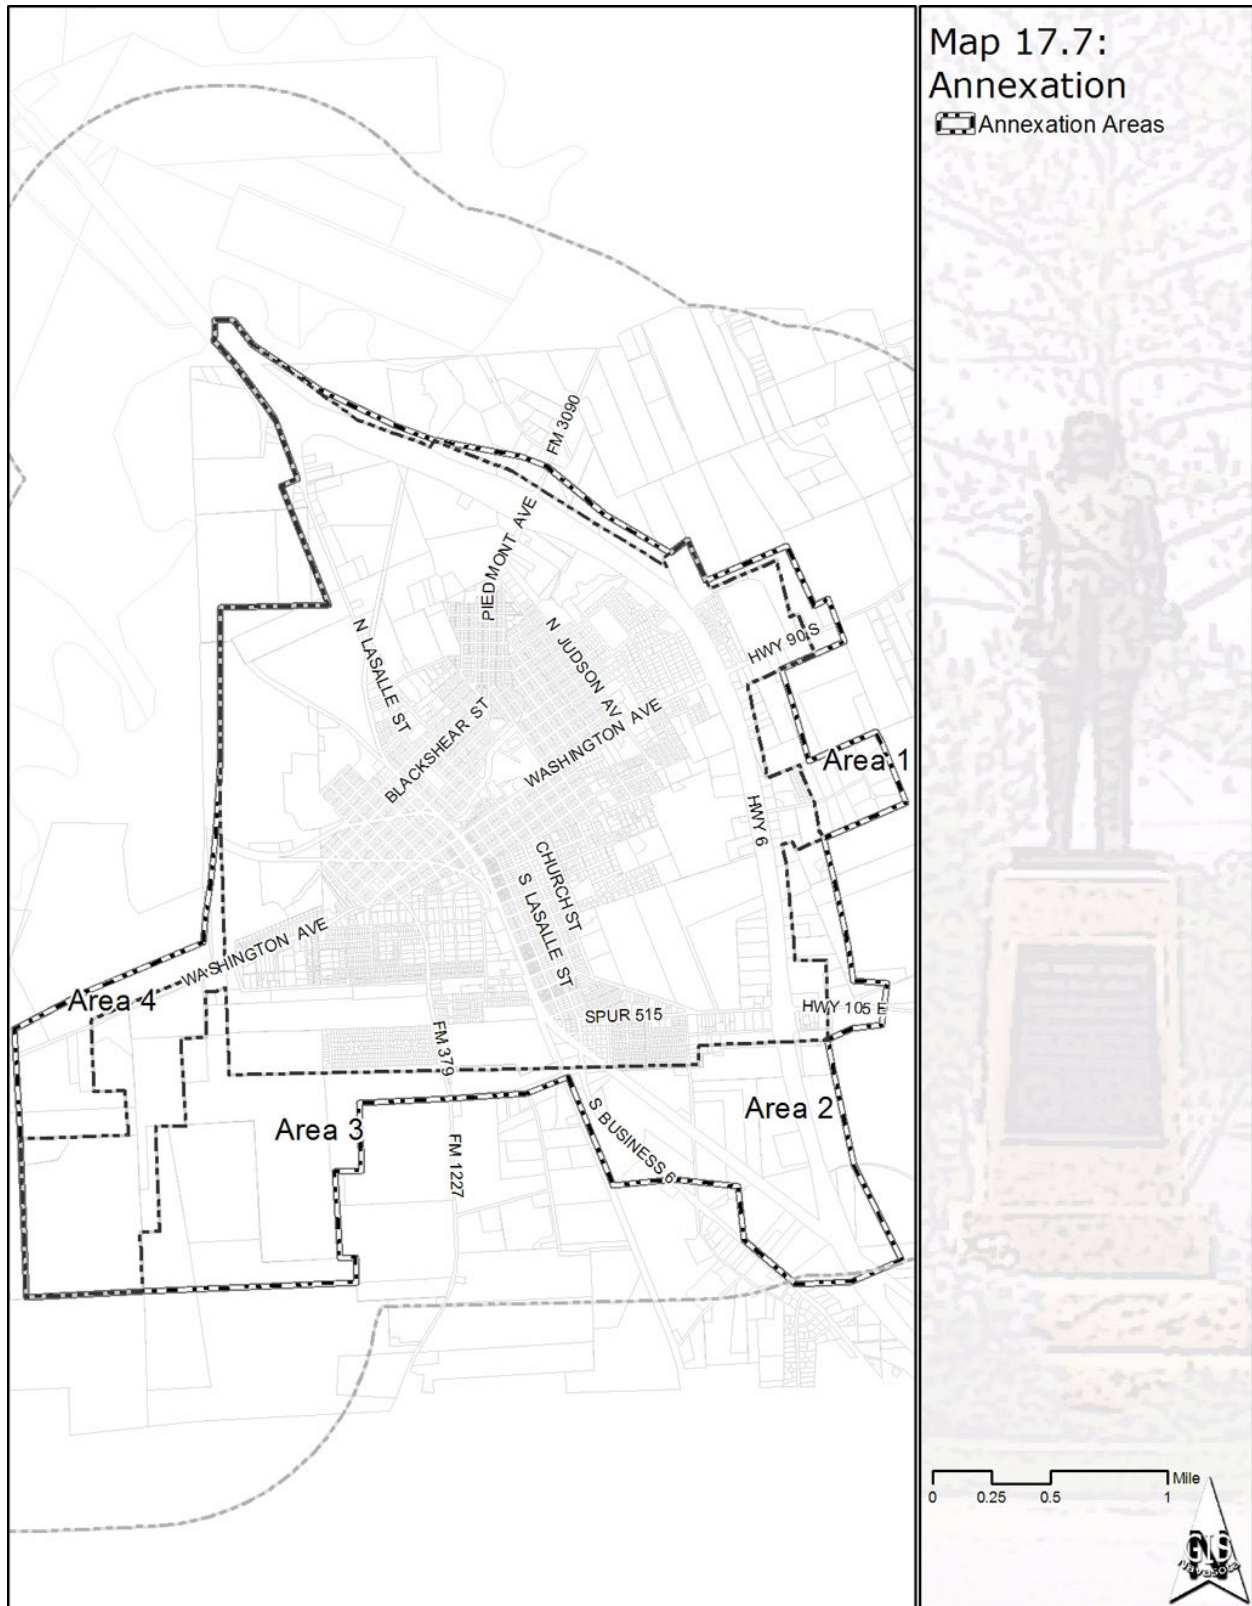 Map 17.7:
Annexation
Annexation Areas
FM 3090
PIEDMONT AVE
N LASALLE ST
N JUDSON AV
HWY 90 S
BLACKSHEAR ST
WASHINGTON AVE
Area 1
HWY 6
CHURCH ST
S LASALLE ST
WASHINGTON AVE
Area 4
HWY 105 E
SPUR 515
FM 379
Area 2
Area 3
S BUSINESS 6
FM 1227
Mile
0 0.25 0.5 1
GIS
N
Navasota